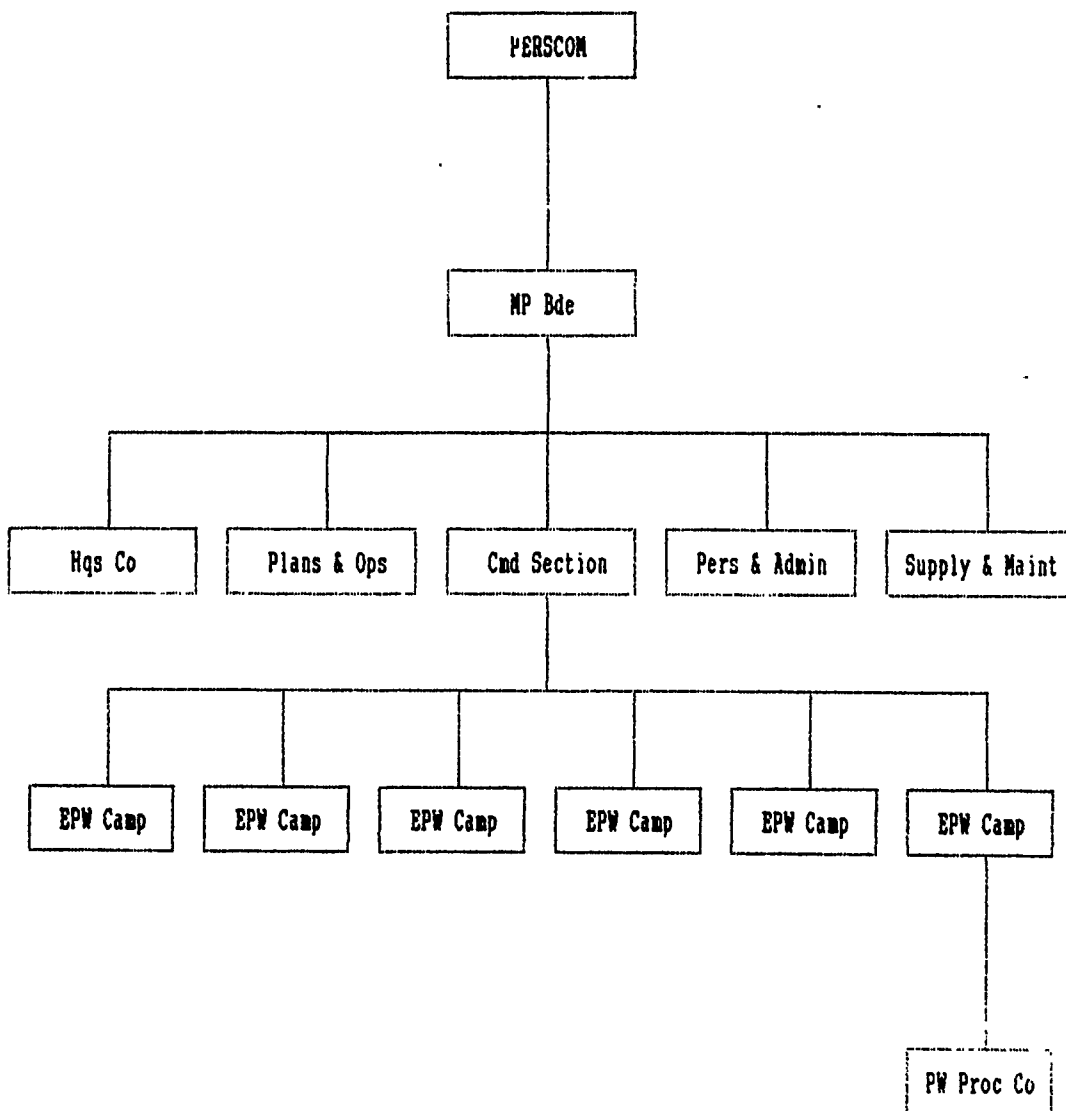 PERSCOM
MP Bde
Hqs Co
Plans & Ops
Cmd Section
Pers & Admin
Supply & Maint
EPW Camp
EPW Camp
EPW Camp
EPW Camp
EPW Camp
EPW Camp
PW Proc Co